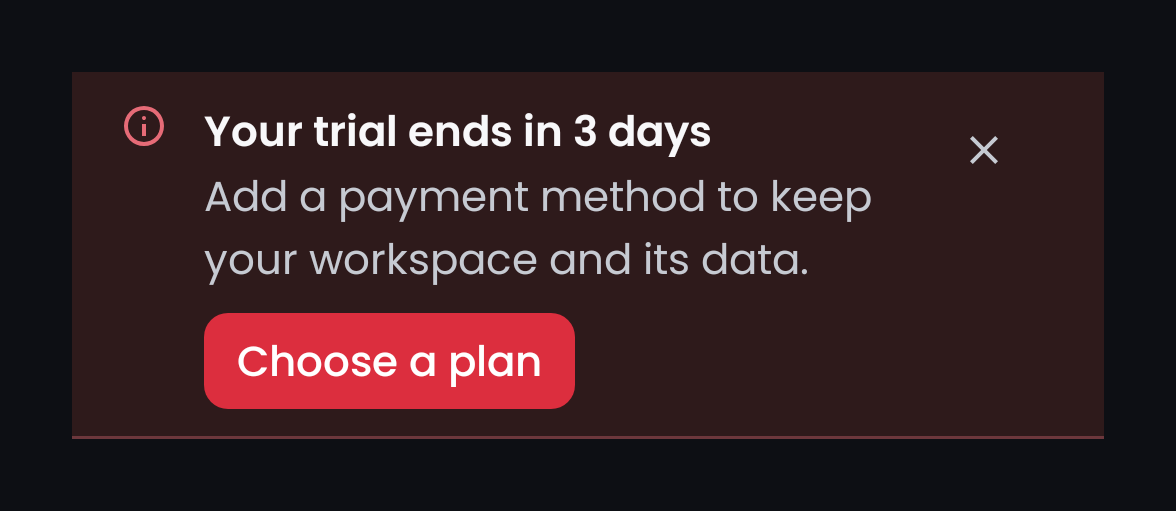 Your trial ends in 3 days
Add a payment method to keep
your workspace and its data.
Choose a plan